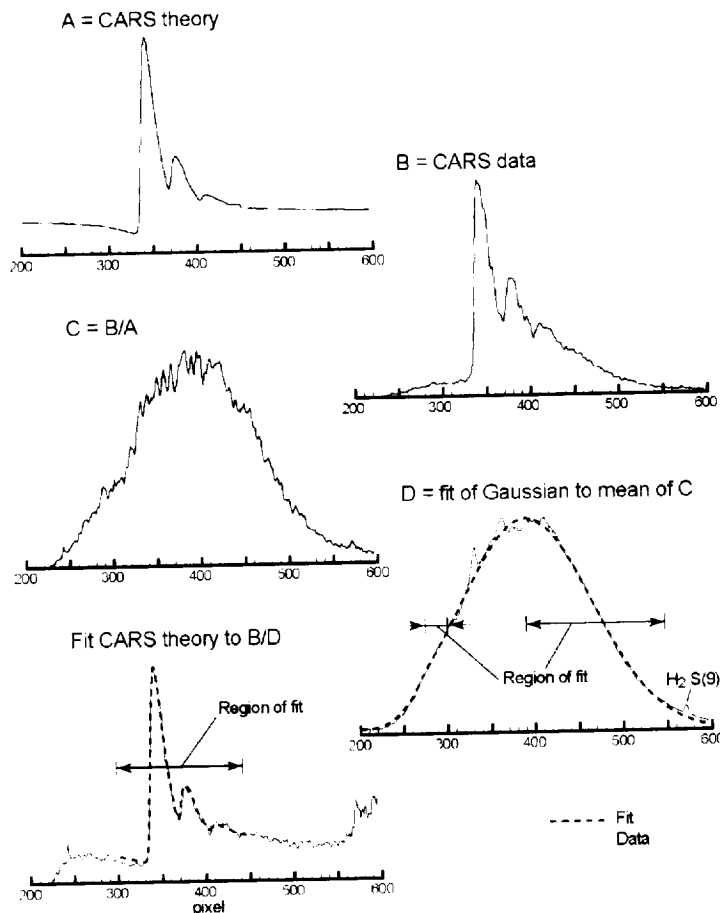 A = CARS theory
200 300 400 500 600
B = CARS data
200 300 400 500 600
C = B/A
200 300 400 500 600
D = fit of Gaussian to mean of C
Region of fit
H2 S(9)
200 300 400 500 600
Fit CARS theory to B/D
Region of fit
200 300 400 500 600
pixel
Fit
Data